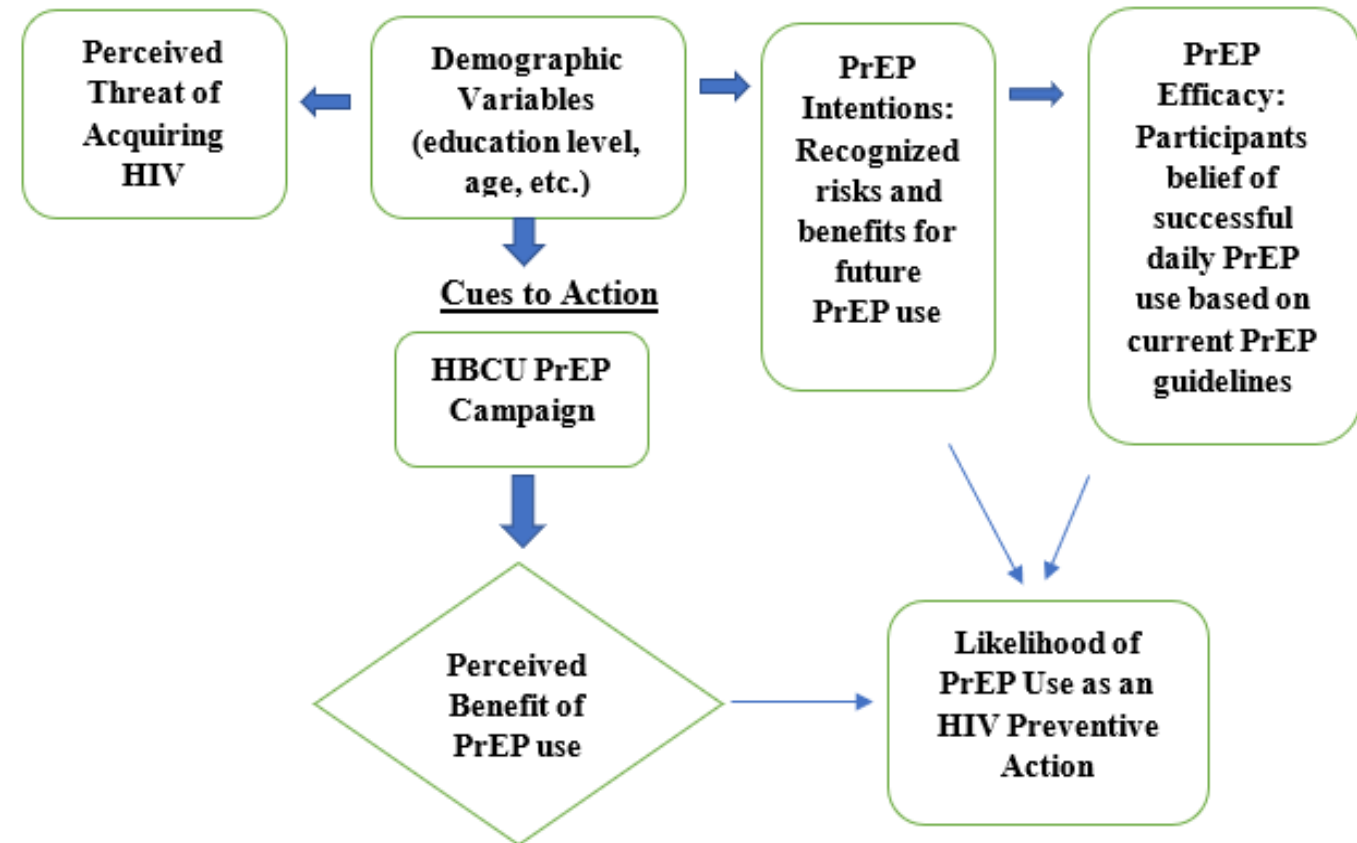 Perceived
Threat of
Acquiring
HIV
Demographic
Variables
(education level,
age, etc.)
PrEP
Intentions:
Recognized
risks and
benefits for
future
PrEP use
PrEP
Efficacy:
Participants
belief of
successful
daily PrEP
use based on
current PrEP
guidelines
Cues to Action
HBCU PrEP
Campaign
Perceived
Benefit of
PrEP use
Likelihood of
PrEP Use as an
HIV Preventive
Action